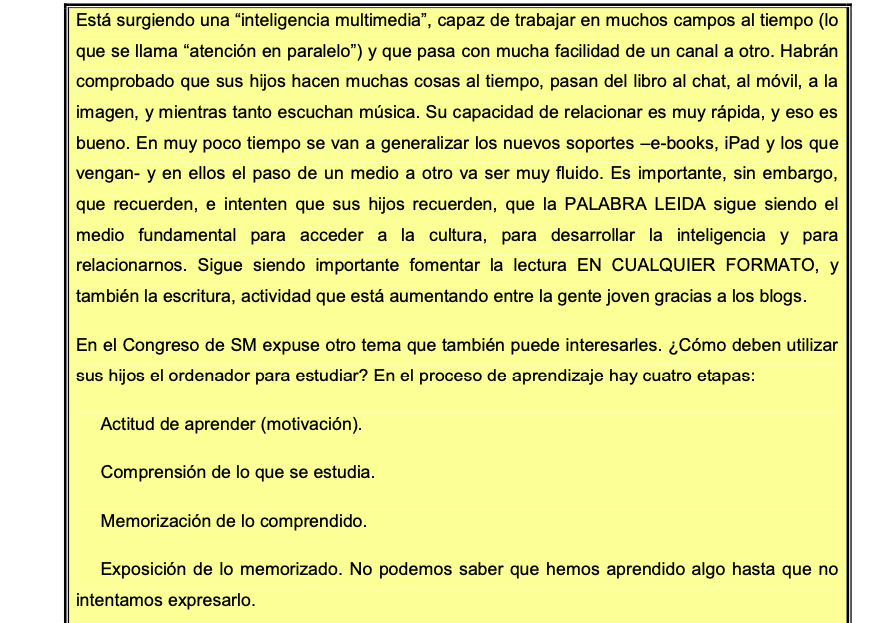 Está surgiendo una “inteligencia multimedia”, capaz de trabajar en muchos campos al tiempo (lo
que se llama “atención en paralelo”) y que pasa con mucha facilidad de un canal a otro. Habrán
comprobado que sus hijos hacen muchas cosas al tiempo, pasan del libro al chat, al móvil, a la
imagen, y mientras tanto escuchan música. Su capacidad de relacionar es muy rápida, y eso es
bueno. En muy poco tiempo se van a generalizar los nuevos soportes –e-books, iPad y los que
vengan- y en ellos el paso de un medio a otro va ser muy fluido. Es importante, sin embargo,
que recuerden, e intenten que sus hijos recuerden, que la PALABRA LEIDA sigue siendo el
medio fundamental para acceder a la cultura, para desarrollar la inteligencia y para
relacionarnos. Sigue siendo importante fomentar la lectura EN CUALQUIER FORMATO, y
también la escritura, actividad que está aumentando entre la gente joven gracias a los blogs.
En el Congreso de SM expuse otro tema que también puede interesarles. ¿Cómo deben utilizar
sus hijos el ordenador para estudiar? En el proceso de aprendizaje hay cuatro etapas:
Actitud de aprender (motivación).
Comprensión de lo que se estudia.
Memorización de lo comprendido.
Exposición de lo memorizado. No podemos saber que hemos aprendido algo hasta que no
intentamos expresarlo.